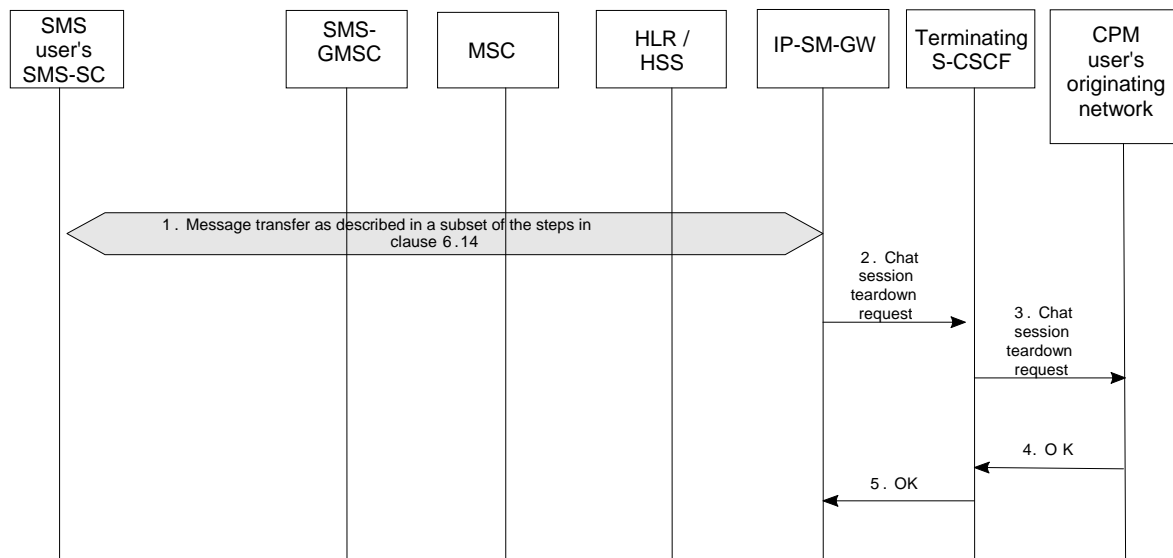 SMS
user's
SMS-SC
SMS-
GMSC
MSC
HLR /
HSS
IP-SM-GW
Terminating
S-CSCF
CPM
user's
originating
network
1 . Message transfer as described in a subset of the steps in
clause 6 . 14
2 . Chat
session
teardown
request
3 . Chat
session
teardown
request
4. O K
5 . OK